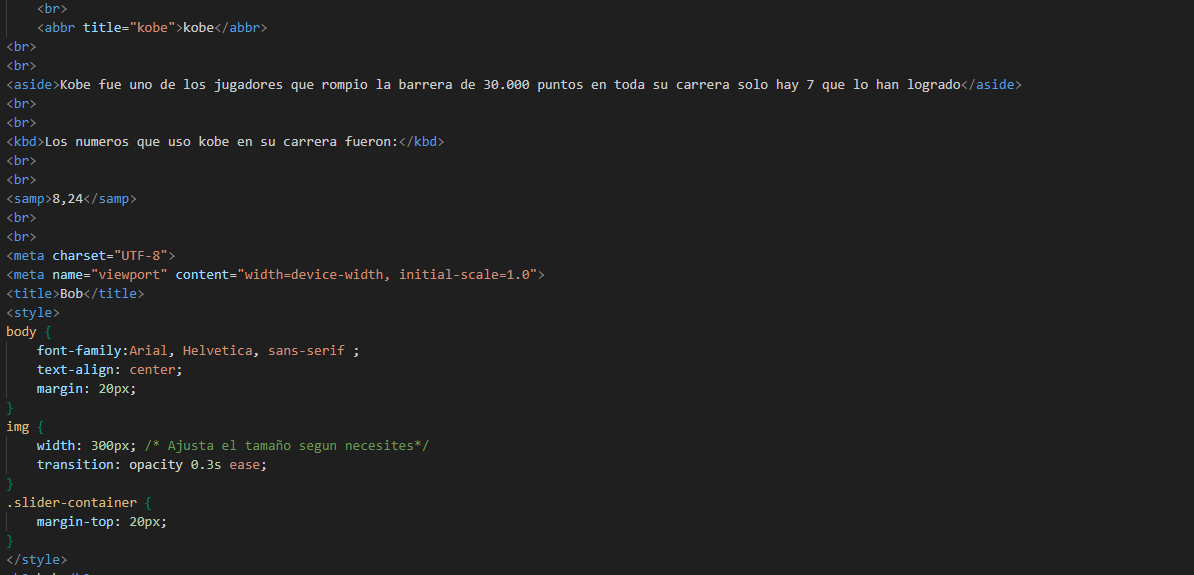 <br>
<abbr title="kobe">kobe</abbr>
<br>
<br>
<aside>Kobe fue uno de los jugadores que rompio la barrera de 30.000 puntos en toda su carrera solo hay 7 que lo han logrado</aside>
<br>
<br>
<kbd>Los numeros que uso kobe en su carrera fueron:</kbd>
<br>
<br>
<samp>8,24</samp>
<br>
<br>
<meta charset="UTF-8">
<meta name="viewport" content="width=device-width, initial-scale=1.0">
<title>Bob</title>
<style>
body {
font-family:Arial, Helvetica, sans-serif ;
text-align: center;
margin: 20px;
}
img {
width: 300px; /* Ajusta el tamaño segun necesites*/
transition: opacity 0.3s ease;
}
.slider-container {
margin-top: 20px;
}
</style>